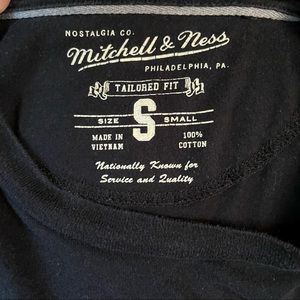 NOSTALGIA CO.
Mitchell & Ness
PHILADELPHIA, PA.
TAILORED FIT
SIZE S SMALL
MADE IN VIETNAM
100% COTTON
Nationally Known for
Service and Quality